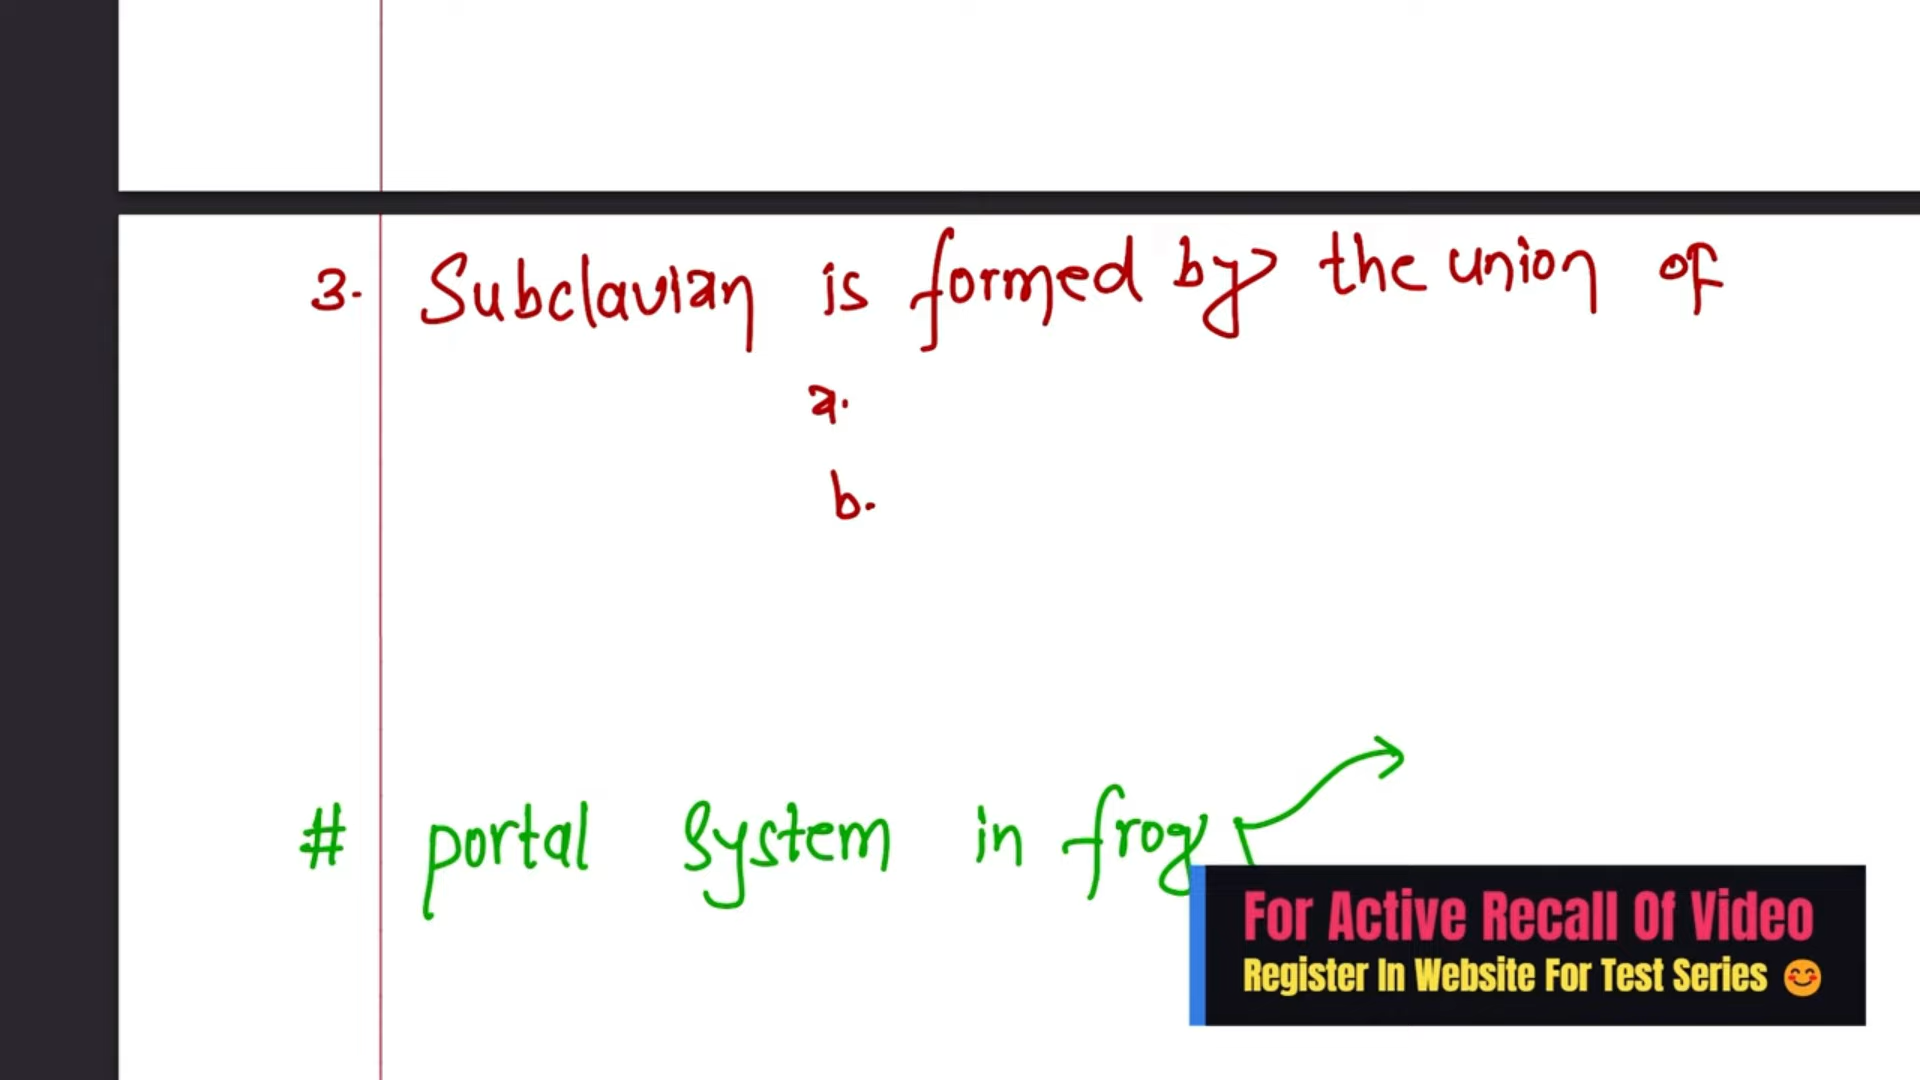 3. Subclavian is formed by the union of
a.
b.
# portal system in frog
For Active Recall Of Video
Register In Website For Test Series 😊